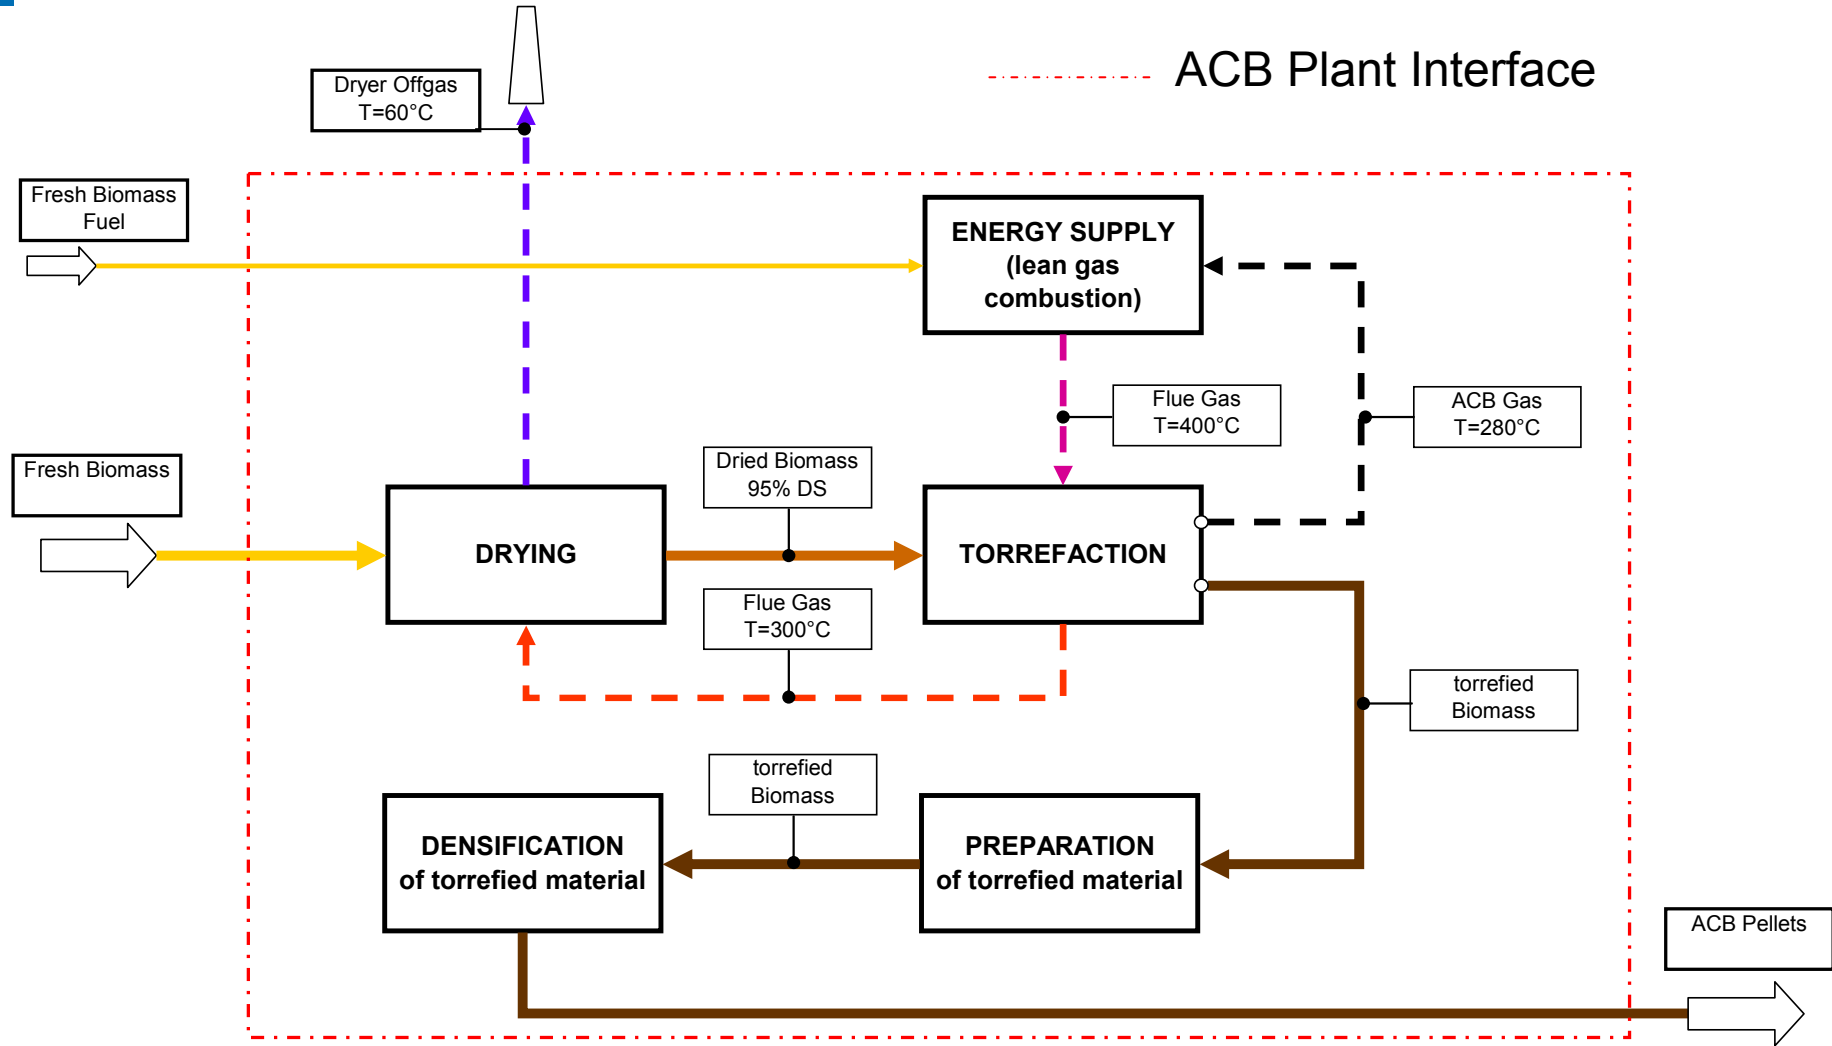 ACB Plant Interface
Dryer Offgas
T=60°C
Fresh Biomass
Fuel
ENERGY SUPPLY
(lean gas
combustion)
Flue Gas
T=400°C
ACB Gas
T=280°C
Fresh Biomass
Dried Biomass
95% DS
DRYING
TORREFACTION
Flue Gas
T=300°C
torrefied
Biomass
torrefied
Biomass
DENSIFICATION
of torrefied material
PREPARATION
of torrefied material
ACB Pellets